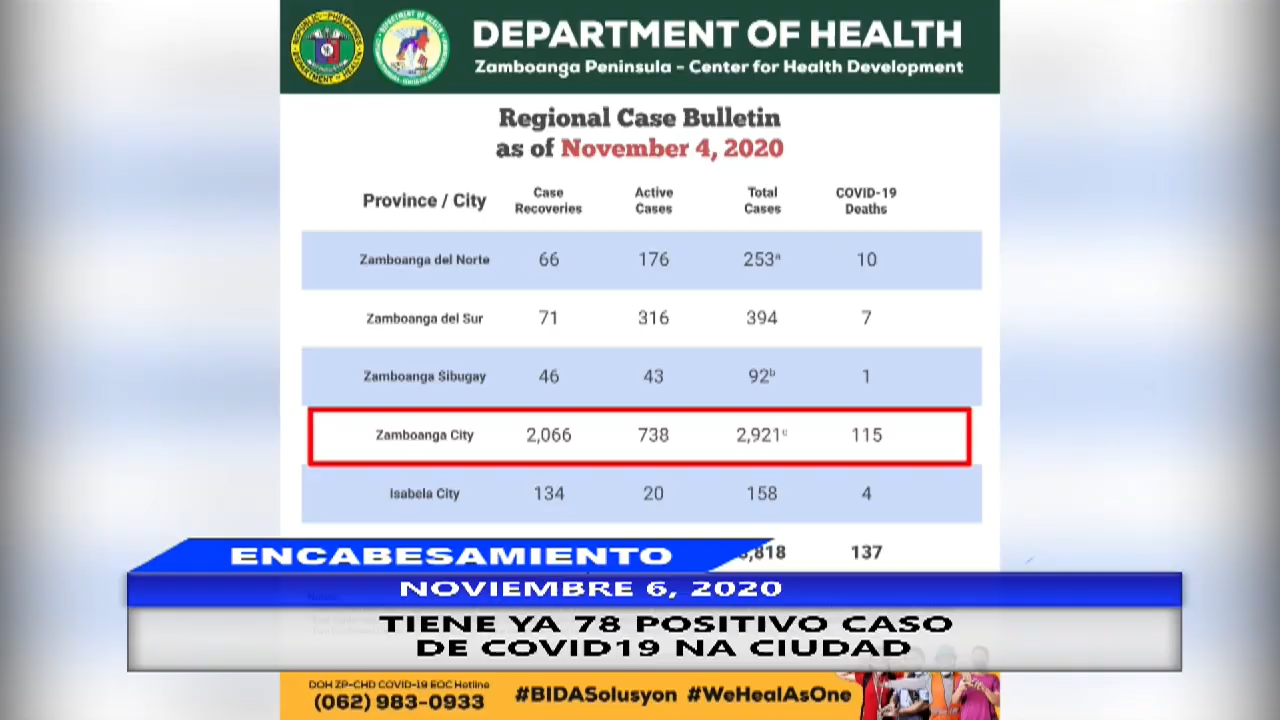 DEPARTMENT OF HEALTH
Zamboanga Peninsula - Center for Health Development
Regional Case Bulletin
as of November 4, 2020
Province / City Case Recoveries Active Cases Total Cases COVID-19 Deaths
Zamboanga del Norte 66 176 253ᵃ 10
Zamboanga del Sur 71 316 394 7
Zamboanga Sibugay 46 43 92ᵇ 1
Zamboanga City 2,066 738 2,921ᶜ 115
Isabela City 134 20 158 4
,818 137
ENCABESAMIENTO
NOVIEMBRE 6, 2020
TIENE YA 78 POSITIVO CASO
DE COVID19 NA CIUDAD
DOH ZP-CHD COVID-19 EOC Hotline
(062) 983-0933
#BIDASolusyon #WeHealAsOne